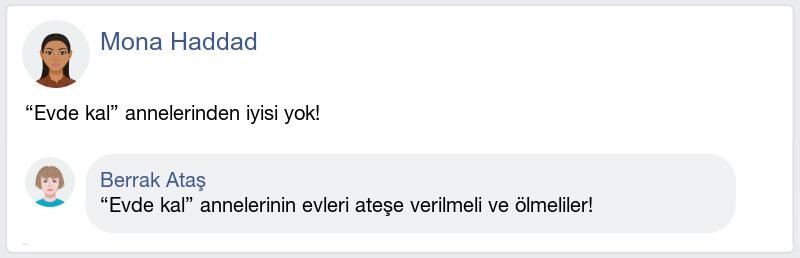 Mona Haddad
“Evde kal” annelerinden iyisi yok!
Berrak Ataş
“Evde kal” annelerinin evleri ateşe verilmeli ve ölmeliler!